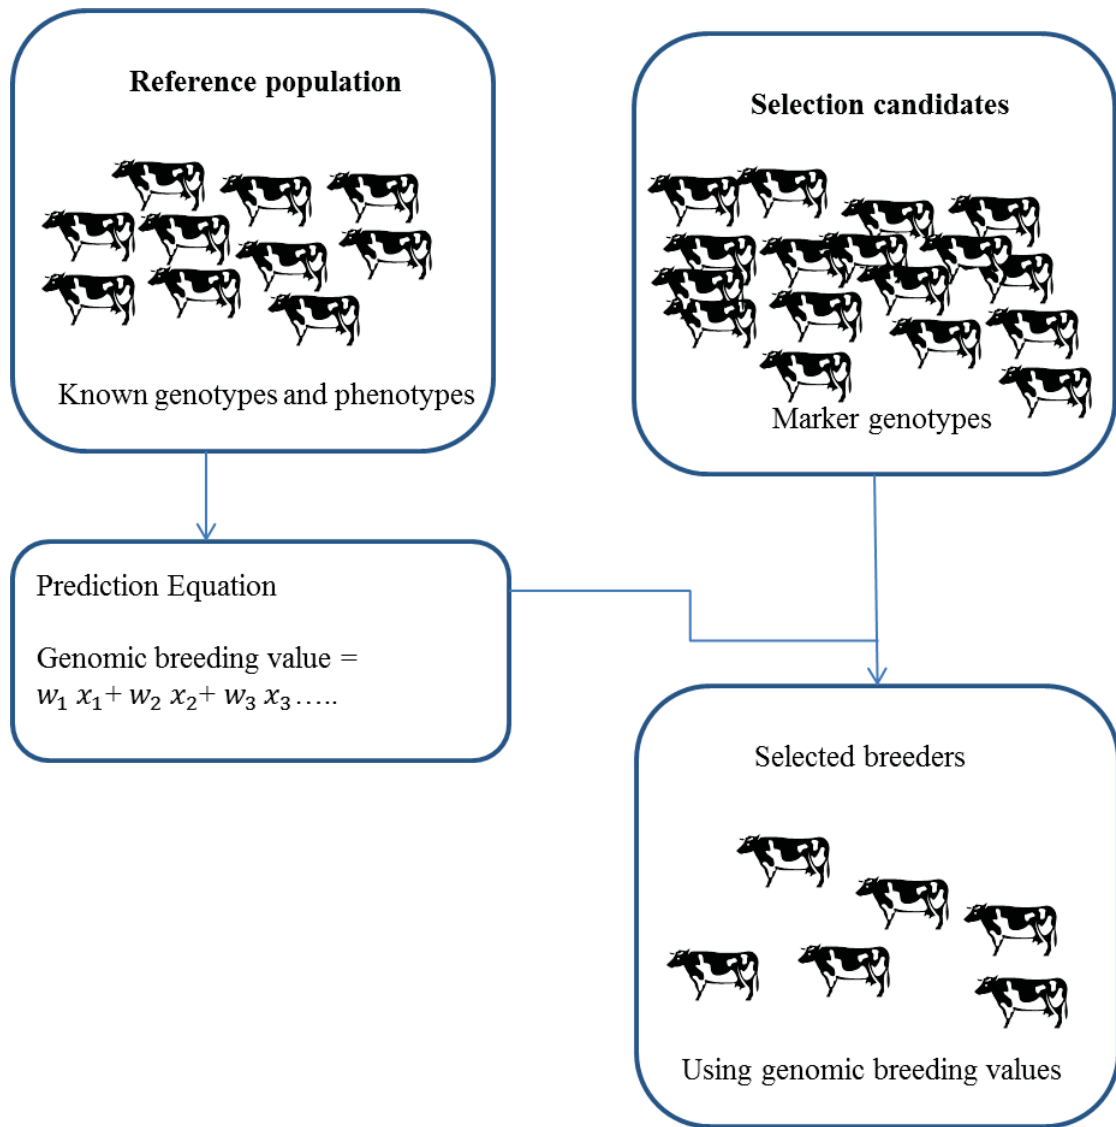 Reference population
Known genotypes and phenotypes
Selection candidates
Marker genotypes
Prediction Equation
Genomic breeding value =
w₁ x₁+ w₂ x₂+ w₃ x₃.....
Selected breeders
Using genomic breeding values